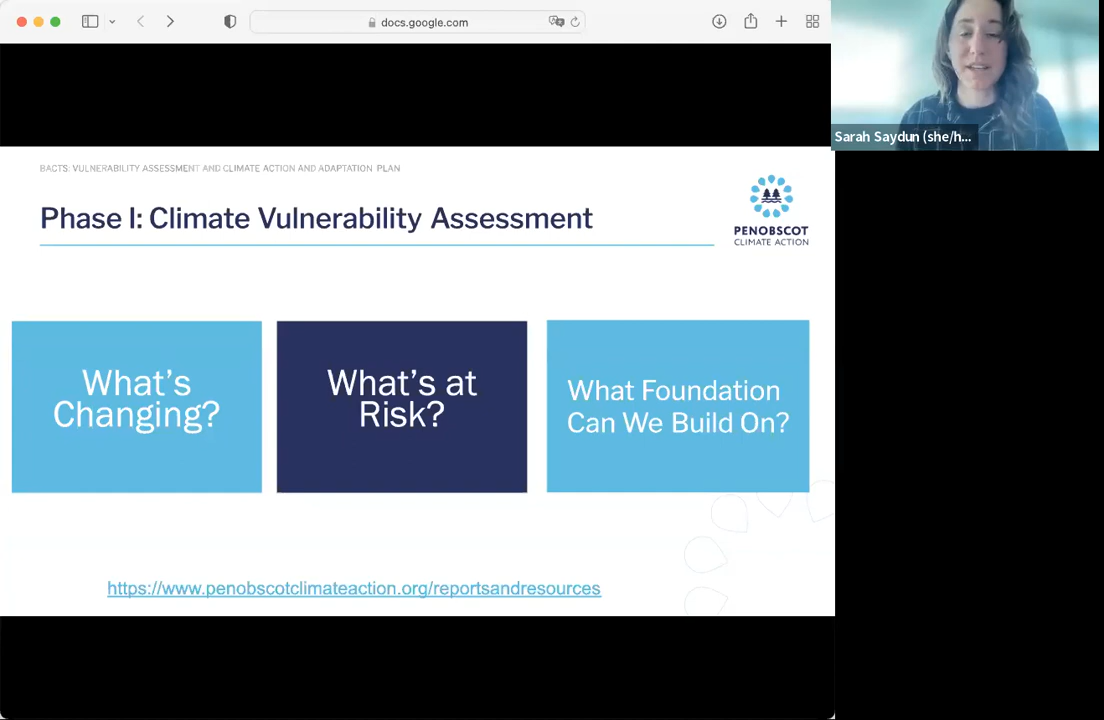 docs.google.com
Sarah Saydun (she/h...
BACTS: VULNERABILITY ASSESSMENT AND CLIMATE ACTION AND ADAPTATION PLAN
Phase I: Climate Vulnerability Assessment
PENOBSCOT
CLIMATE ACTION
What's
Changing?
What's at
Risk?
What Foundation
Can We Build On?
https://www.penobscotclimateaction.org/reportsandresources